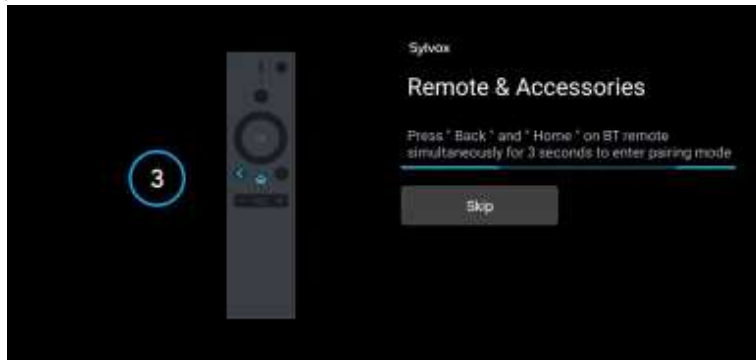 3
Sylvox
Remote & Accessories
Press " Back " and " Home " on BT remote
simultaneously for 3 seconds to enter pairing mode
Skip